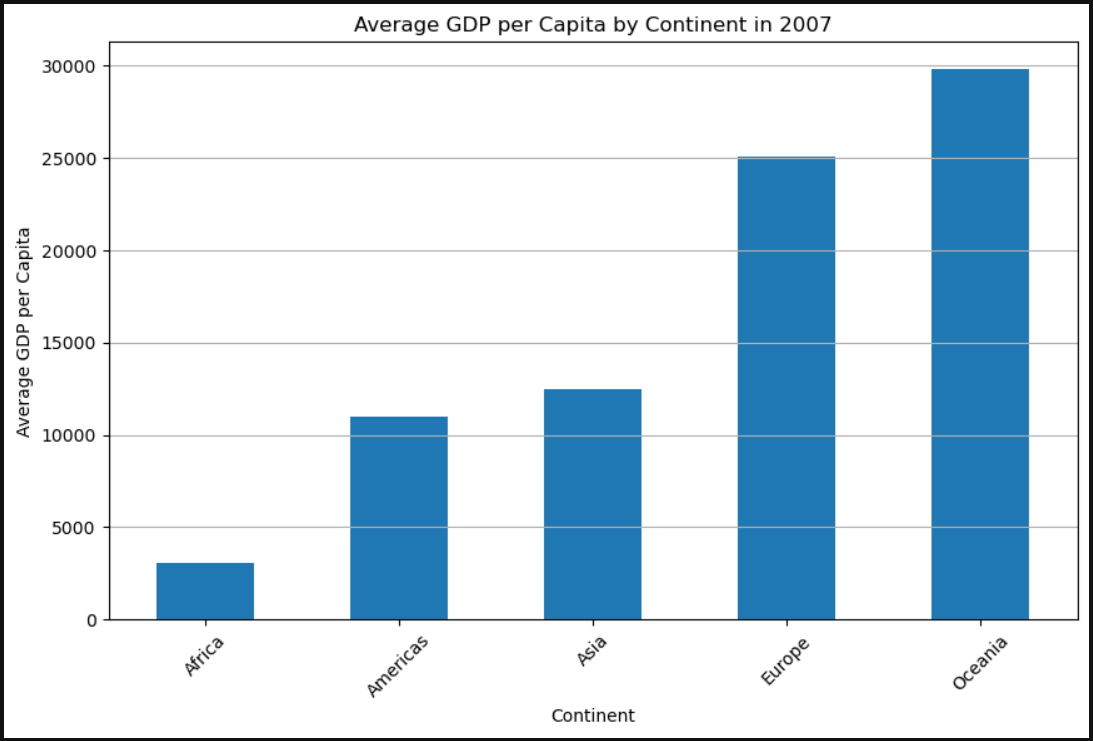 Average GDP per Capita by Continent in 2007
Average GDP per Capita
30000
25000
20000
15000
10000
5000
0
Africa
Americas
Asia
Europe
Oceania
Continent